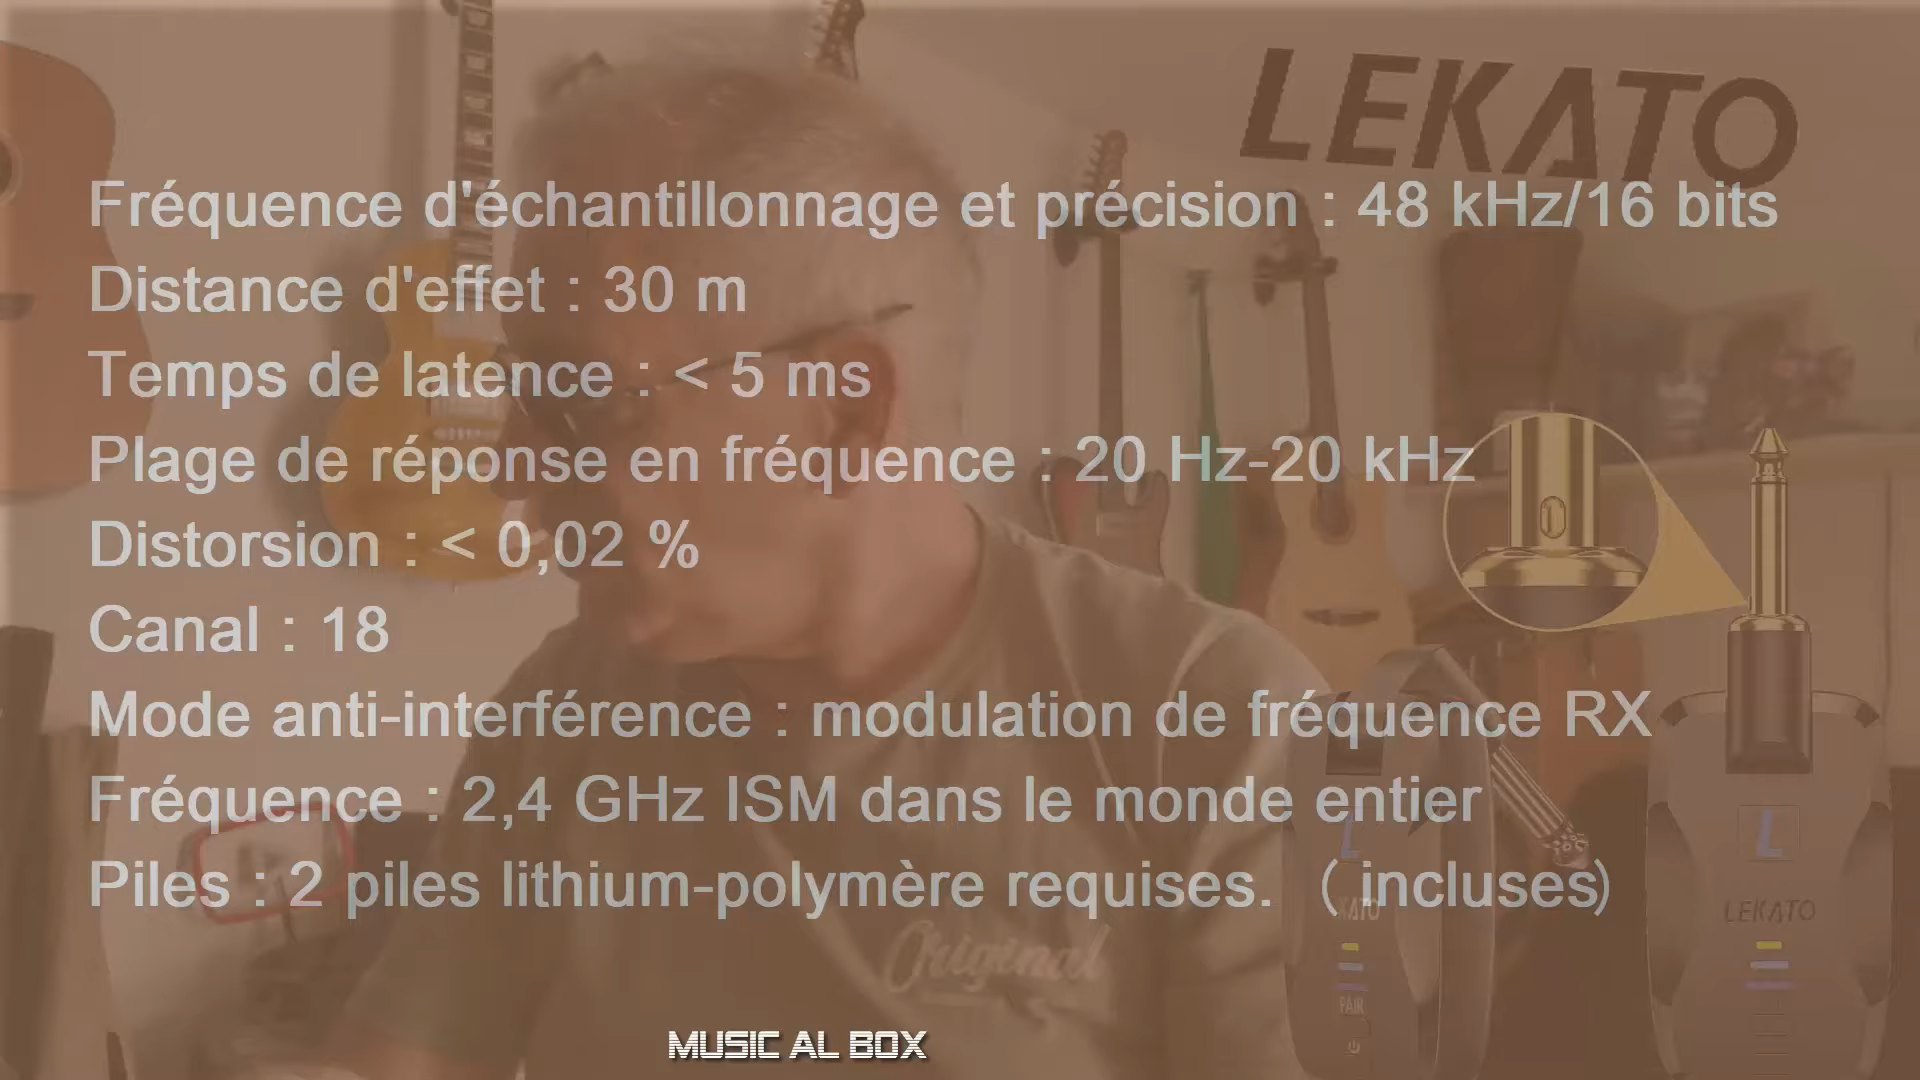 LEKATO
Fréquence d'échantillonnage et précision : 48 kHz/16 bits
Distance d'effet : 30 m
Temps de latence : < 5 ms
Plage de réponse en fréquence : 20 Hz-20 kHz
Distorsion : < 0,02 %
Canal : 18
Mode anti-interférence : modulation de fréquence RX
Fréquence : 2,4 GHz ISM dans le monde entier
Piles : 2 piles lithium-polymère requises. ( incluses)
L
L
LEKATO
Original
PAIR
MUSIC AL BOX